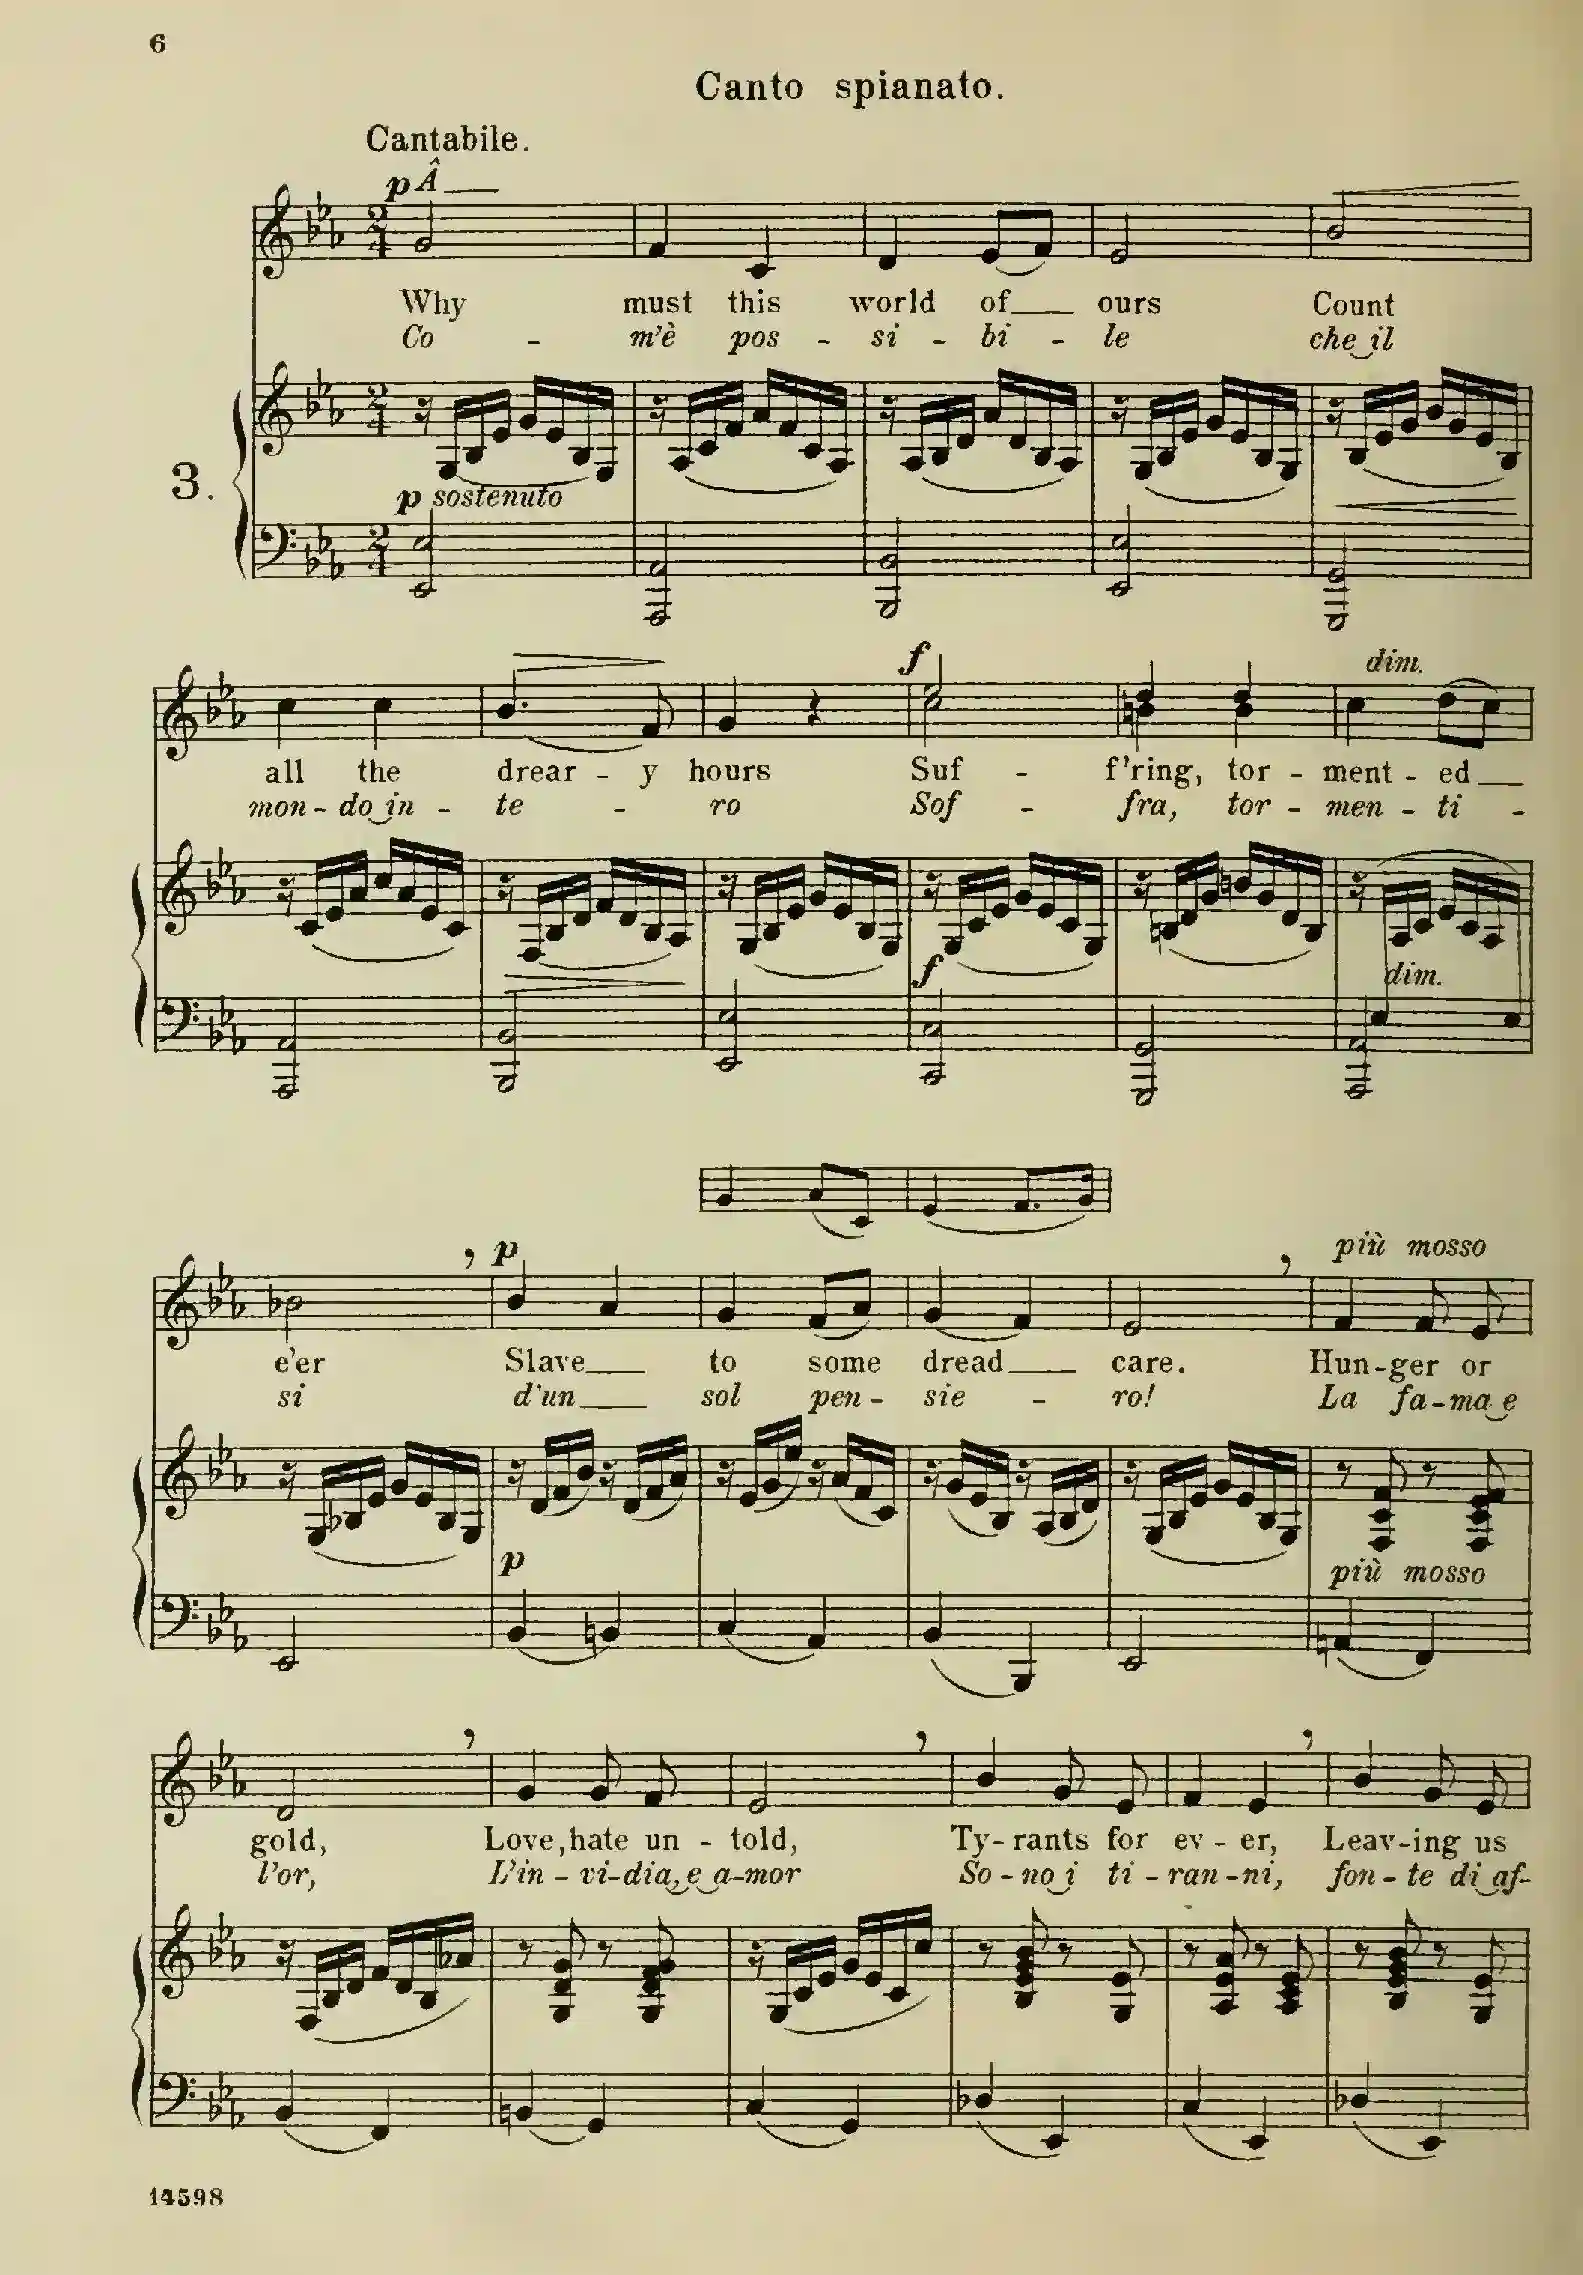 6
Canto spianato.
Cantabile.
p Â
Why must this world of ours Count
Co - m'è pos - si - bi - le che il
3.
p sostenuto
f dim.
all the drear - y hours Suf - f'ring, tor - ment - ed
mon - do in - te - ro Sof - fra, tor - men - ti -
f dim.
p più mosso
e'er Slave to some dread care. Hun - ger or
si d'un sol pen - sie - ro! La fa - ma e
p più mosso
gold, Love, hate un - told, Ty - rants for ev - er, Leav - ing us
l'or, L'in - vi - dia, e a - mor So - no i ti - ran - ni, fon - te di af -
14598